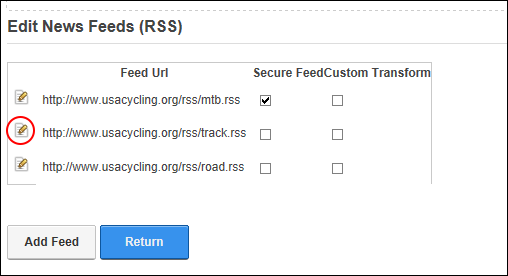 Edit News Feeds (RSS)
Feed Url Secure Feed Custom Transform
http://www.usacycling.org/rss/mtb.rss
http://www.usacycling.org/rss/track.rss
http://www.usacycling.org/rss/road.rss
Add Feed Return